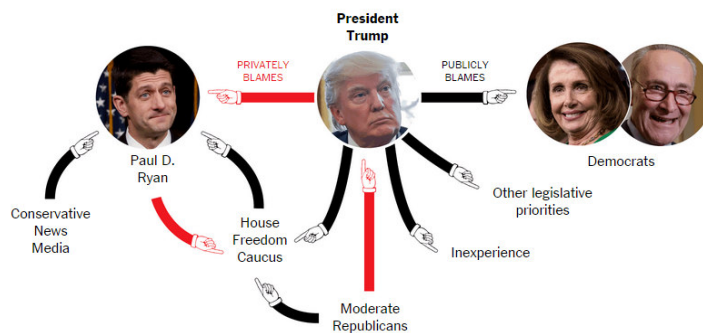 President
Trump
PRIVATELY
BLAMES
PUBLICLY
BLAMES
Paul D.
Ryan
Democrats
Conservative
News
Media
House
Freedom
Caucus
Other legislative
priorities
Inexperience
Moderate
Republicans